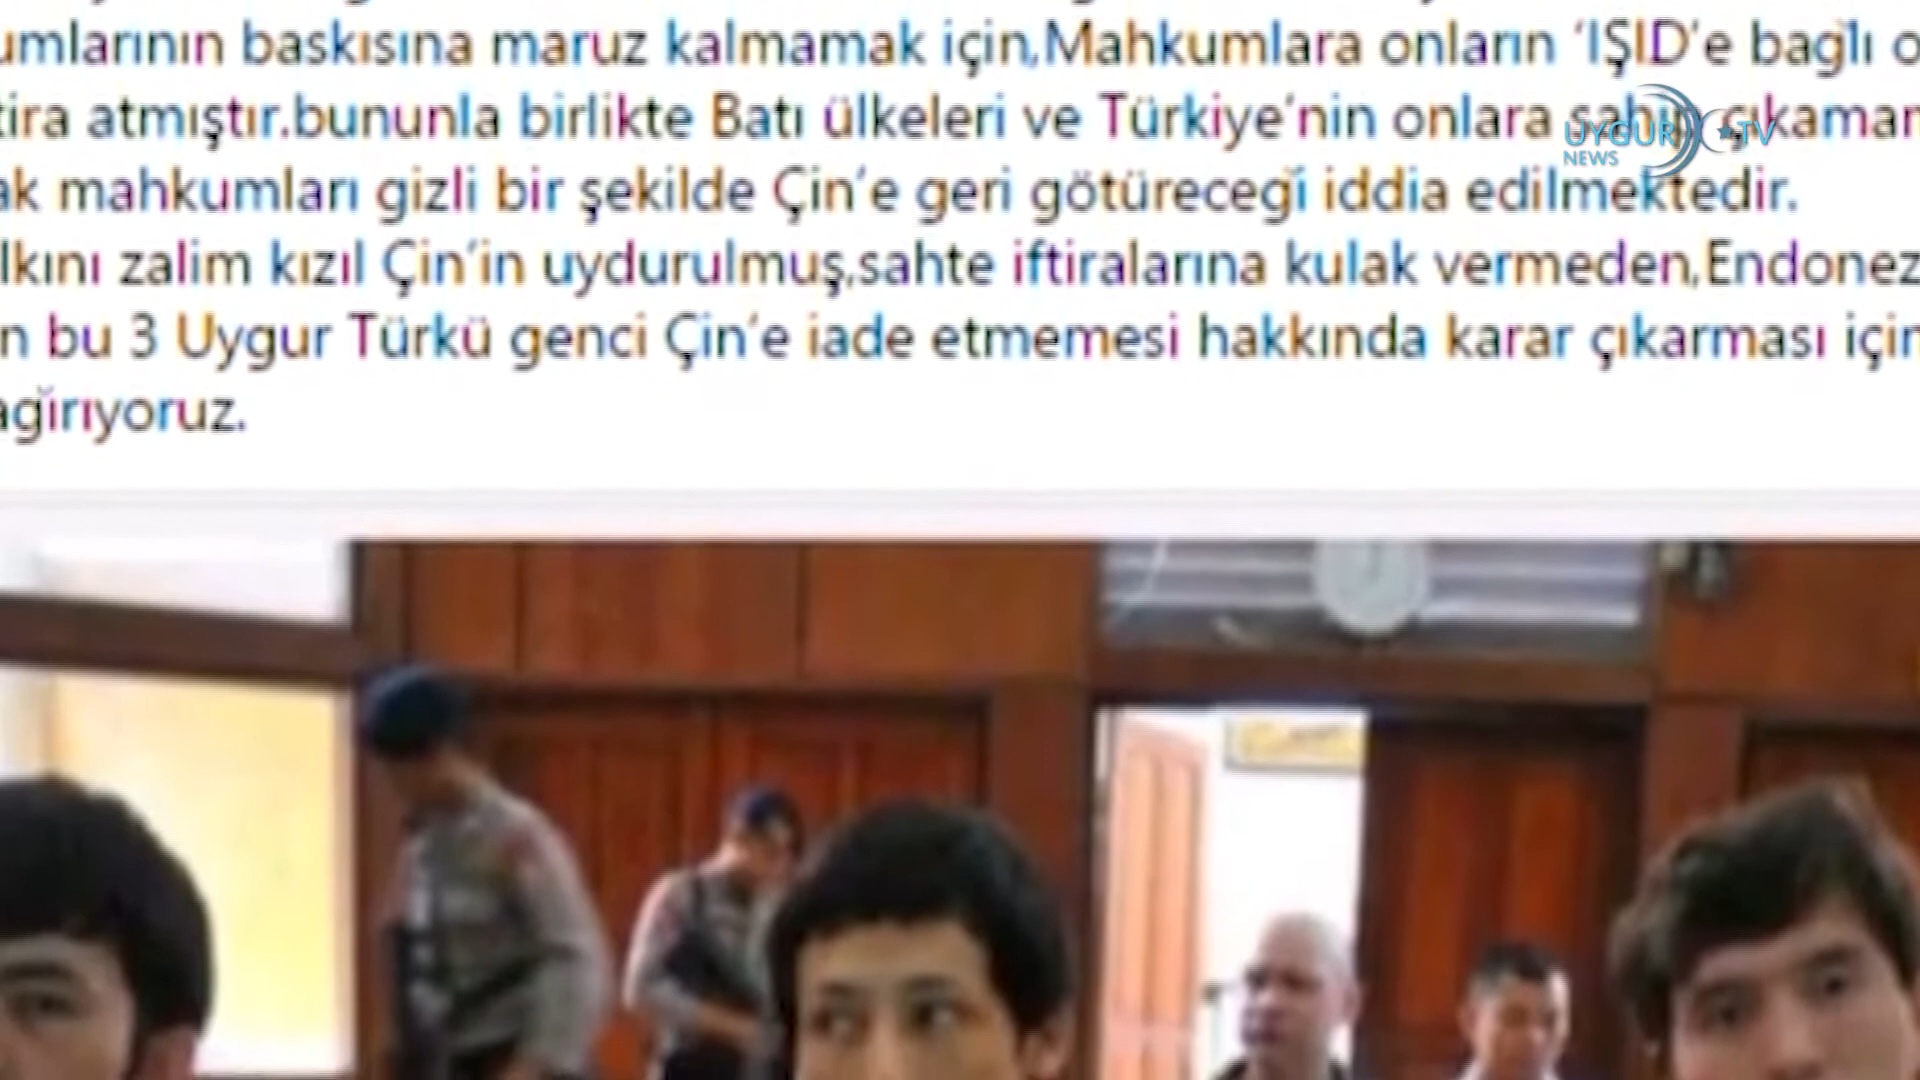 umlarının baskısına maruz kalmamak için,Mahkumlara onların 'IŞID'e bağlı o
tira atmıştır.bununla birlikte Batı ülkeleri ve Türkiye'nin onlara sahip çıkamam
ak mahkumları gizli bir şekilde Çin'e geri götüreceği iddia edilmektedir.
lkını zalim kızıl Çin'in uydurulmuş,sahte iftiralarına kulak vermeden,Endonez
n bu 3 Uygur Türkü genci Çin'e iade etmemesi hakkında karar çıkarması için
ağırıyoruz.
UYGUR TV
NEWS